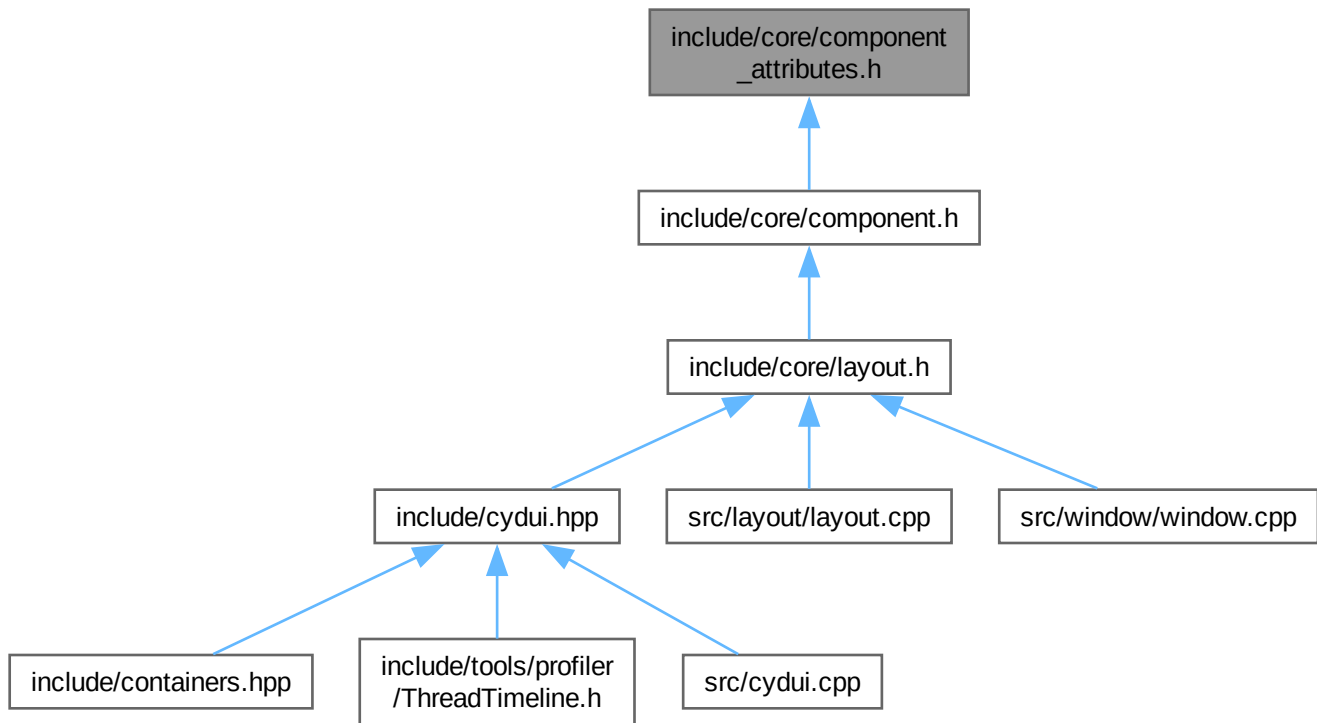 include/core/component
_attributes.h
include/core/component.h
include/core/layout.h
include/cydui.hpp
src/layout/layout.cpp
src/window/window.cpp
include/containers.hpp
include/tools/profiler
/ThreadTimeline.h
src/cydui.cpp